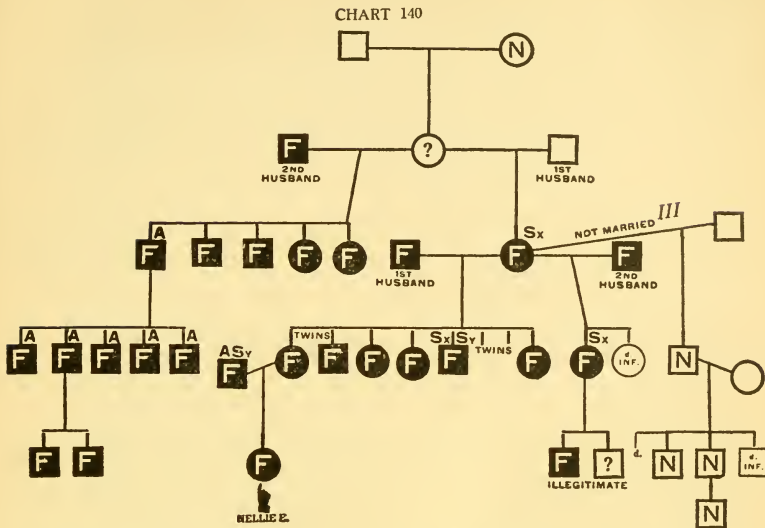 CHART 140
N
F ? 
2ND HUSBAND
1ST HUSBAND
A
F F F F F
F
1ST HUSBAND
Sx
F
NOT MARRIED III
F
2ND HUSBAND
A A A A A
F F F F F
A Sy
F
TWINS
F F F F
Sx Sy
F
TWINS
F
Sx
F
d. INF.
N
F F
F
NELLIE E.
F ?
ILLEGITIMATE
d. N N d. INF.
N